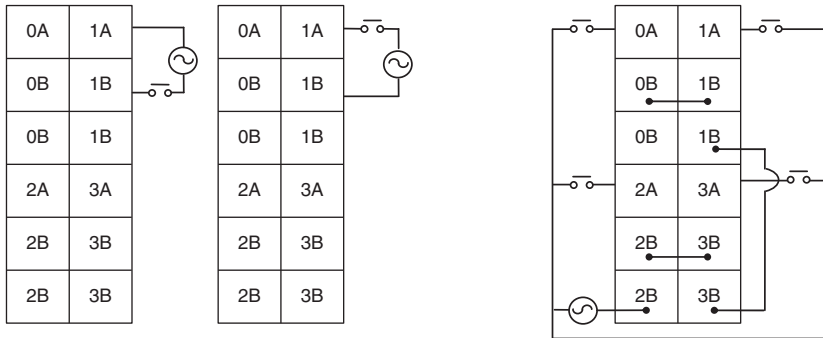 0A 1A 0A 1A 0A 1A
0B 1B 0B 1B 0B 1B
0B 1B 0B 1B 0B 1B
2A 3A 2A 3A 2A 3A
2B 3B 2B 3B 2B 3B
2B 3B 2B 3B 2B 3B